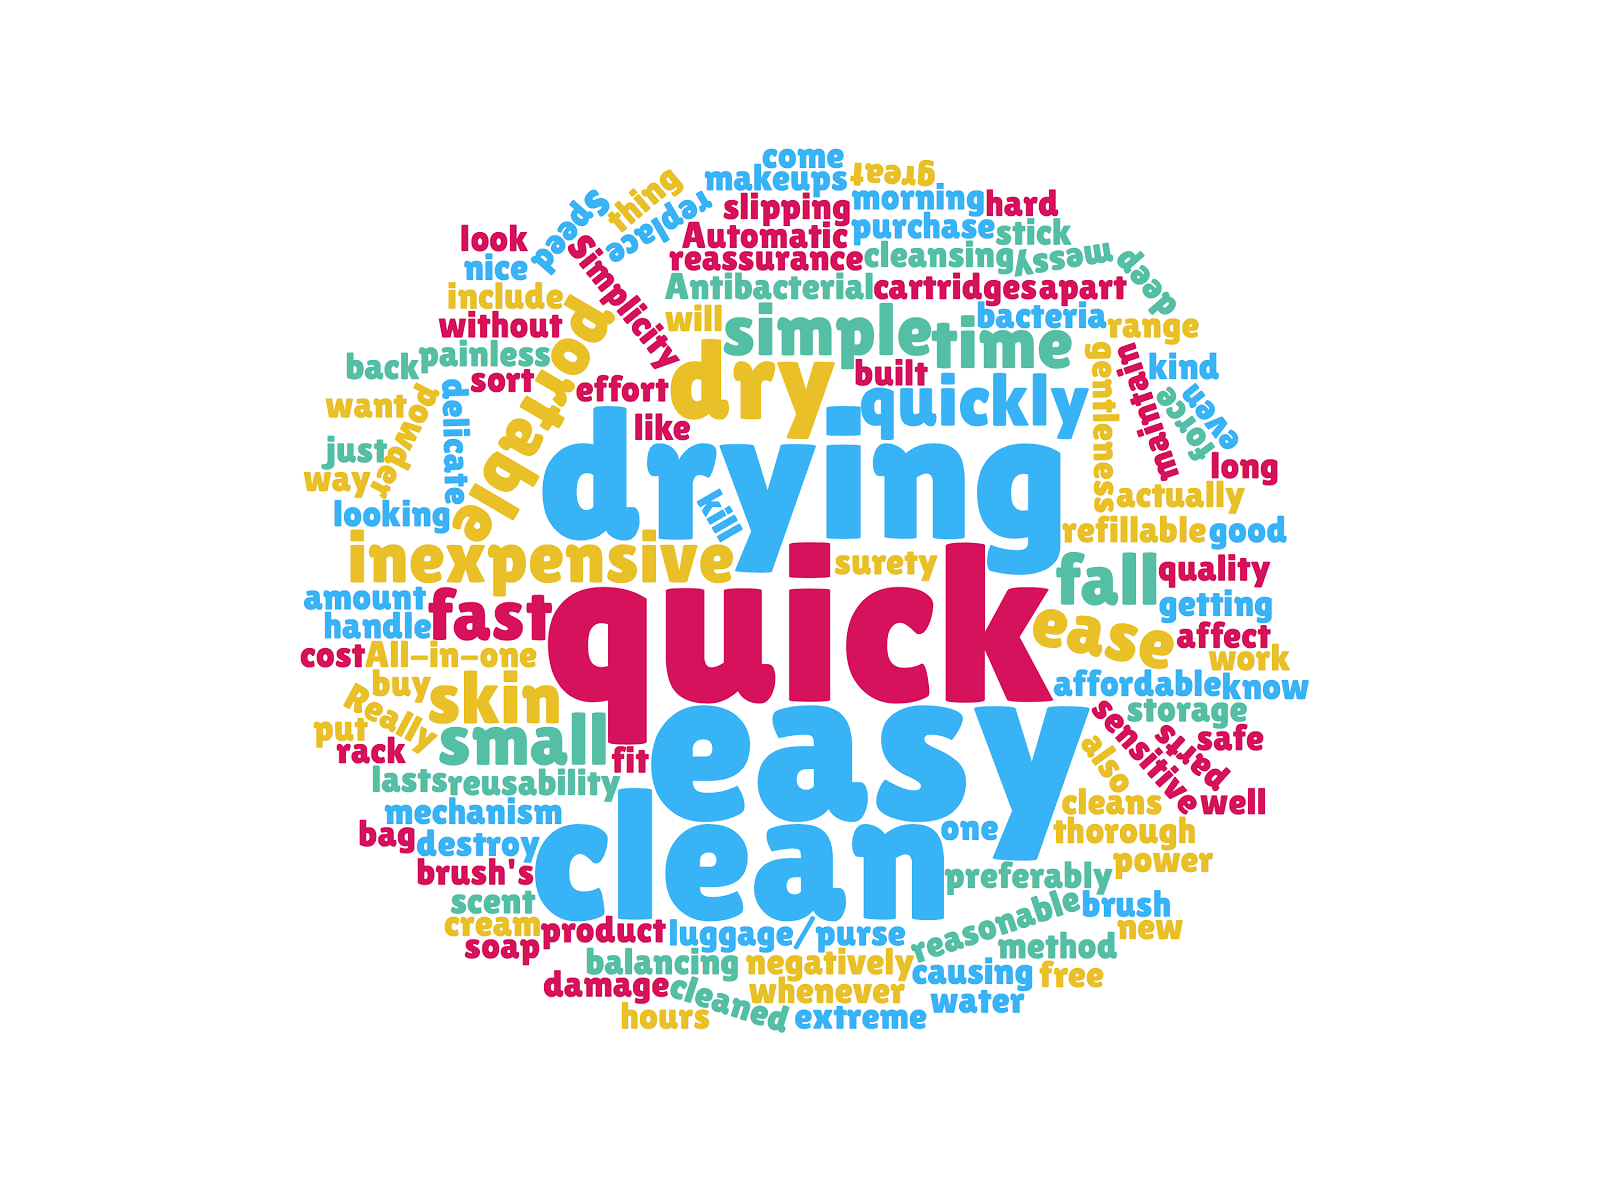 come
makeups great
Speed thing replace slipping morning hard
look Simplicity Automatic purchase stick
nice reassurance cleansing messy deep
include Antibacterial cartridges apart
without portable will simple time bacteria range
back painless sort effort dry built quickly gentleness maintain kind
want powder delicate like force even
just drying long
way kill actually
looking refillable good
inexpensive surety fall quality
amount fast quick getting
handle ease affect
cost All-in-one work
buy skin affordable know
Really storage
put small easy sensitive parts safe
rack fit also
lasts reusability cleans well
mechanism clean
bag destroy one thorough
brush's preferably power
scent reasonable brush
cream product luggage/purse new
soap method
balancing negatively causing free
damage cleaned whenever water
hours extreme